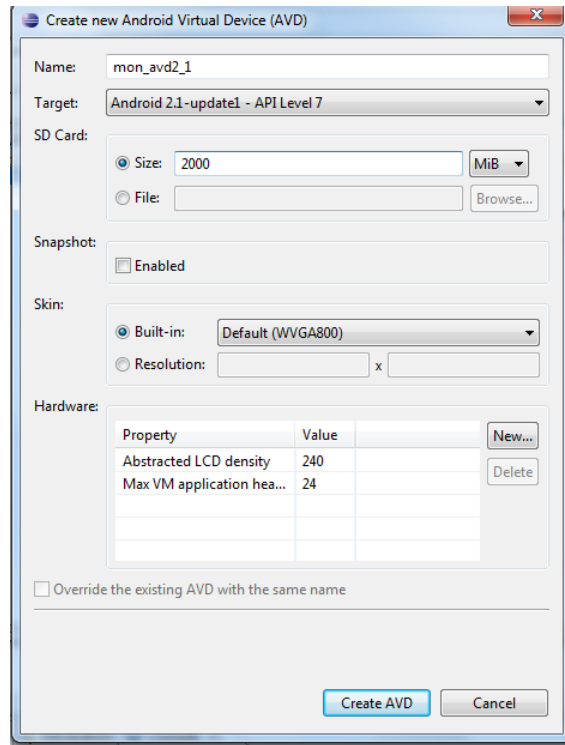 Create new Android Virtual Device (AVD)
Name: mon_avd2_1
Target: Android 2.1-update1 - API Level 7
SD Card:
Size: 2000 MiB
File: Browse...
Snapshot:
Enabled
Skin:
Built-in: Default (WVGA800)
Resolution: x
Hardware:
Property Value New...
Abstracted LCD density 240
Delete
Max VM application hea... 24
Override the existing AVD with the same name
Create AVD Cancel